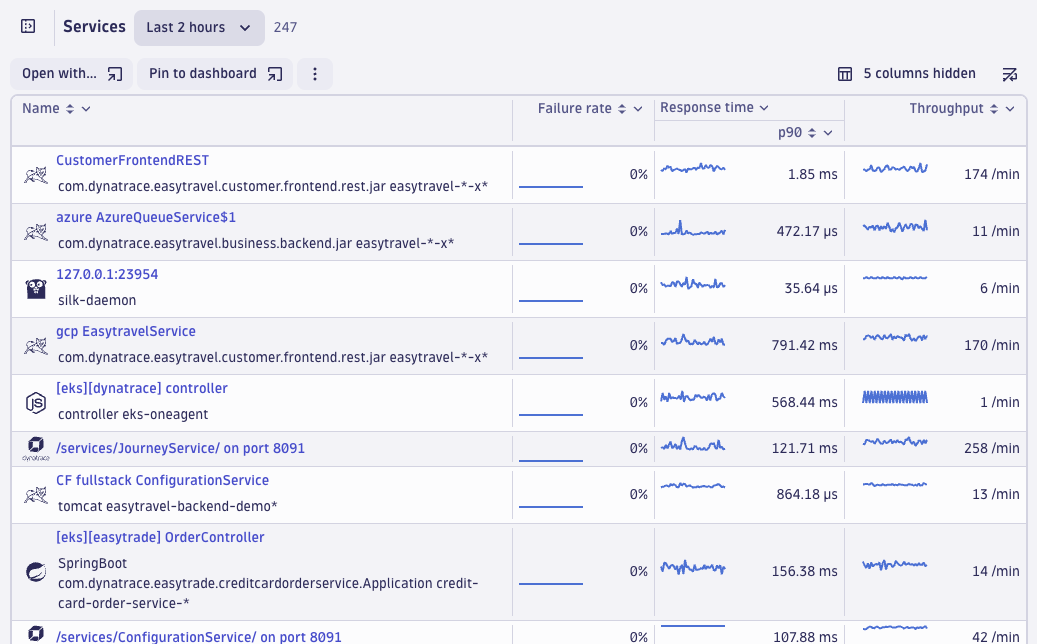 Services Last 2 hours 247
Open with... Pin to dashboard 5 columns hidden
Name Failure rate Response time Throughput
p90
CustomerFrontendREST
com.dynatrace.easytravel.customer.frontend.rest.jar easytravel-*-x* 0% 1.85 ms 174 /min
azure AzureQueueService$1
com.dynatrace.easytravel.business.backend.jar easytravel-*-x* 0% 472.17 µs 11 /min
127.0.0.1:23954
silk-daemon 0% 35.64 µs 6 /min
gcp EasytravelService
com.dynatrace.easytravel.customer.frontend.rest.jar easytravel-*-x* 0% 791.42 ms 170 /min
[eks][dynatrace] controller
JS controller eks-oneagent 0% 568.44 ms 1 /min
/services/JourneyService/ on port 8091 0% 121.71 ms 258 /min
dynatrace
CF fullstack ConfigurationService
tomcat easytravel-backend-demo* 0% 864.18 µs 13 /min
[eks][easytrade] OrderController
SpringBoot
com.dynatrace.easytrade.creditcardorderservice.Application credit-
card-order-service-* 0% 156.38 ms 14 /min
/services/ConfigurationService/ on port 8091 0% 107.88 ms 42 /min